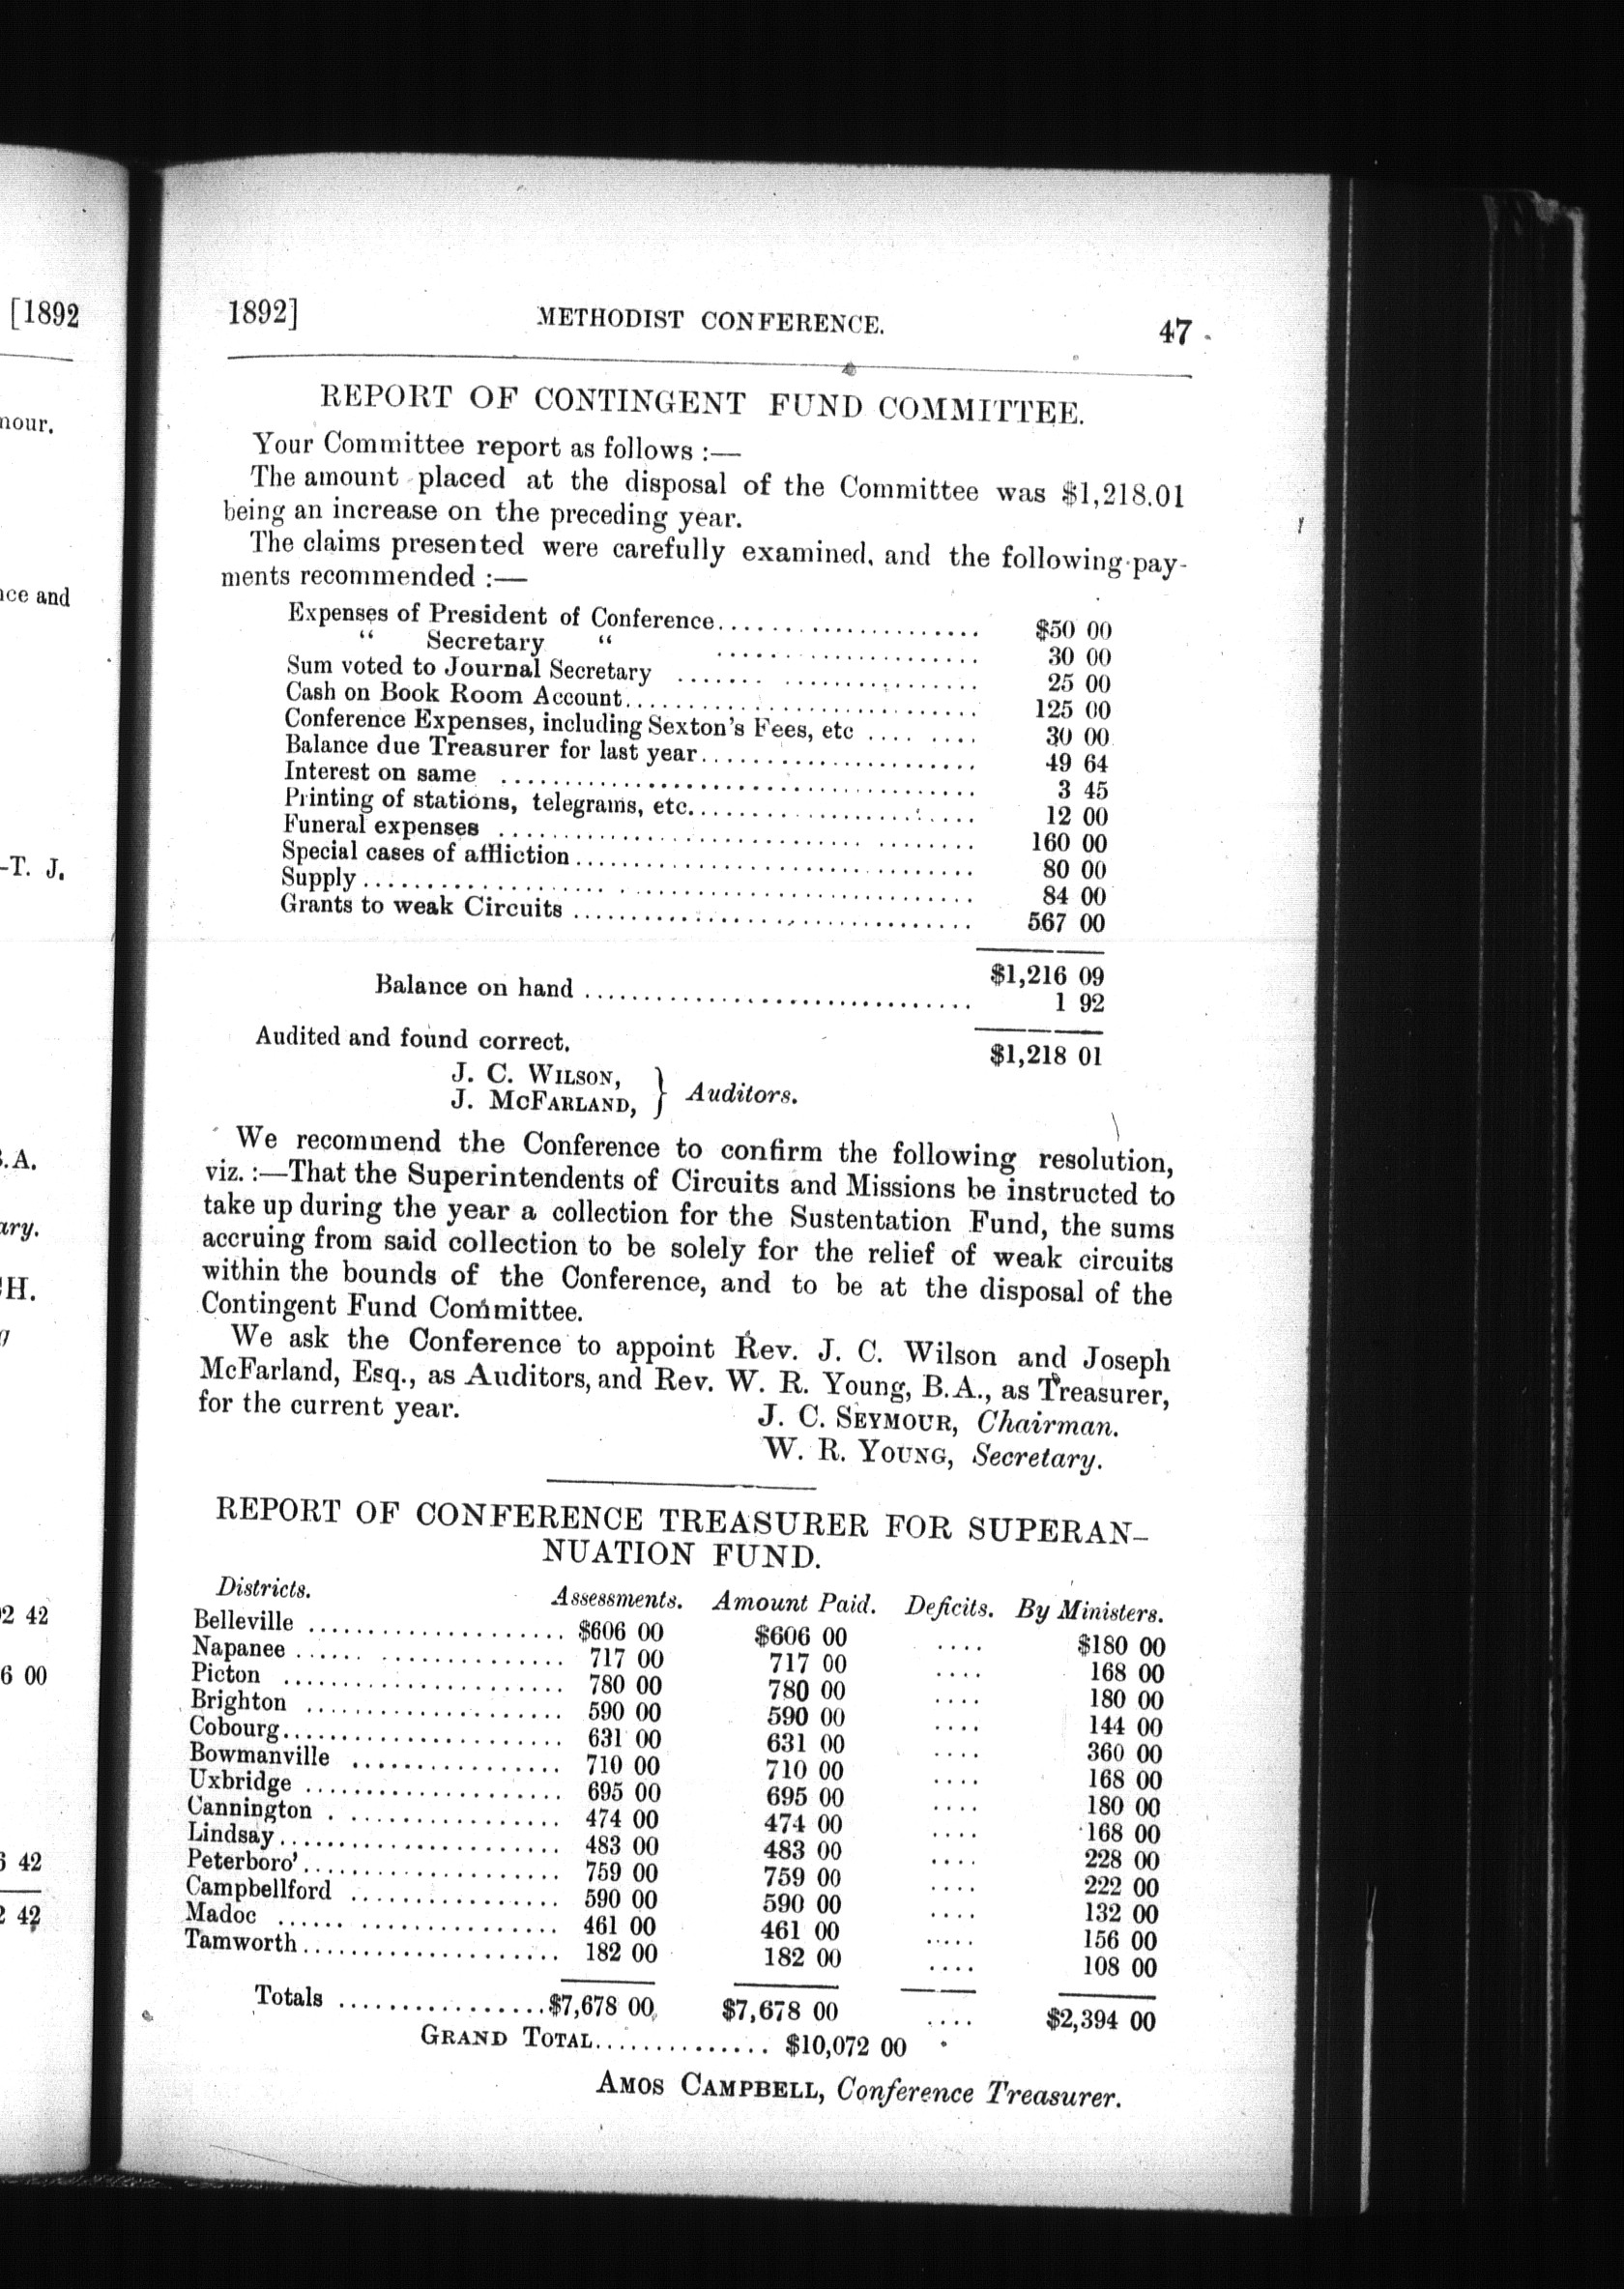 [1892
nour.
nce and
-T. J.
B.A.
ary.
H.
92 42
6 00
6 42
2 42
1892] METHODIST CONFERENCE. 47
REPORT OF CONTINGENT FUND COMMITTEE.
Your Committee report as follows :—
The amount placed at the disposal of the Committee was $1,218.01
being an increase on the preceding year.
The claims presented were carefully examined, and the following pay-
ments recommended :—
Expenses of President of Conference........................ $50 00
" Secretary " ..................... 30 00
Sum voted to Journal Secretary ....................... 25 00
Cash on Book Room Account............................ 125 00
Conference Expenses, including Sexton's Fees, etc ........ 30 00
Balance due Treasurer for last year...................... 49 64
Interest on same ..................................... 3 45
Printing of stations, telegrams, etc...................... 12 00
Funeral expenses ..................................... 160 00
Special cases of affliction............................... 80 00
Supply................................................ 84 00
Grants to weak Circuits ............................... 567 00
$1,216 09
Balance on hand ............................... 1 92
$1,218 01
Audited and found correct.
J. C. WILSON,
J. McFARLAND, } Auditors.
We recommend the Conference to confirm the following resolution,
viz. :—That the Superintendents of Circuits and Missions be instructed to
take up during the year a collection for the Sustentation Fund, the sums
accruing from said collection to be solely for the relief of weak circuits
within the bounds of the Conference, and to be at the disposal of the
Contingent Fund Committee.
We ask the Conference to appoint Rev. J. C. Wilson and Joseph
McFarland, Esq., as Auditors, and Rev. W. R. Young, B.A., as Treasurer,
for the current year.
J. C. SEYMOUR, Chairman.
W. R. YOUNG, Secretary.
REPORT OF CONFERENCE TREASURER FOR SUPERAN-
NUATION FUND.
Districts. Assessments. Amount Paid. Deficits. By Ministers.
Belleville ..................... $606 00 $606 00 .... $180 00
Napanee ..................... 717 00 717 00 .... 168 00
Picton ...................... 780 00 780 00 .... 180 00
Brighton .................... 590 00 590 00 .... 144 00
Cobourg...................... 631 00 631 00 .... 360 00
Bowmanville ................. 710 00 710 00 .... 168 00
Uxbridge .................... 695 00 695 00 .... 180 00
Cannington .................. 474 00 474 00 .... 168 00
Lindsay...................... 483 00 483 00 .... 228 00
Peterboro'.................... 759 00 759 00 .... 222 00
Campbellford ................. 590 00 590 00 .... 132 00
Madoc ...................... 461 00 461 00 .... 156 00
Tamworth.................... 182 00 182 00 .... 108 00
Totals .................$7,678 00 $7,678 00 .... $2,394 00
GRAND TOTAL.............. $10,072 00
AMOS CAMPBELL, Conference Treasurer.